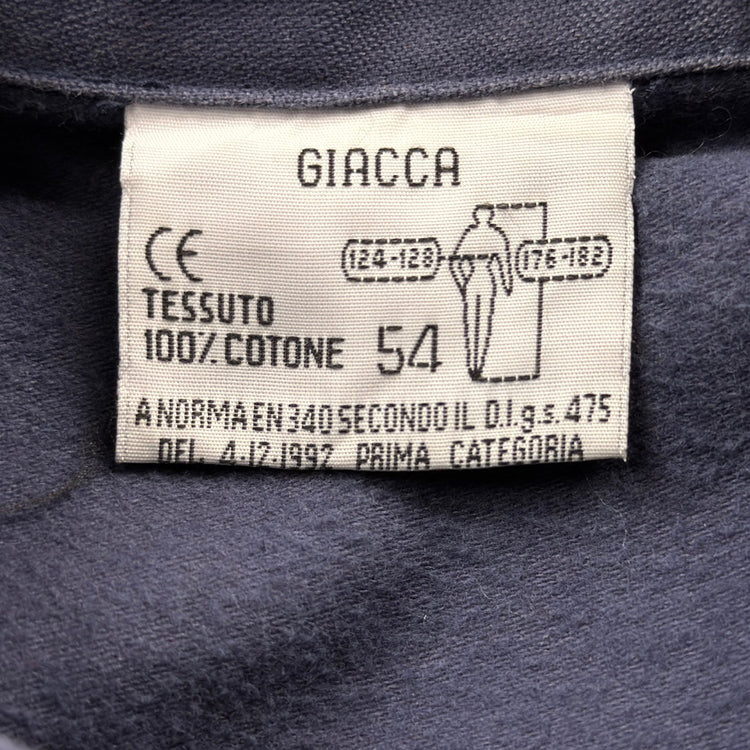 GIACCA
CE
124-128 176-182
TESSUTO
100% COTONE 54
A NORMA EN 340 SECONDO IL D.l.g.s. 475
DEL 4-12-1992 PRIMA CATEGORIA